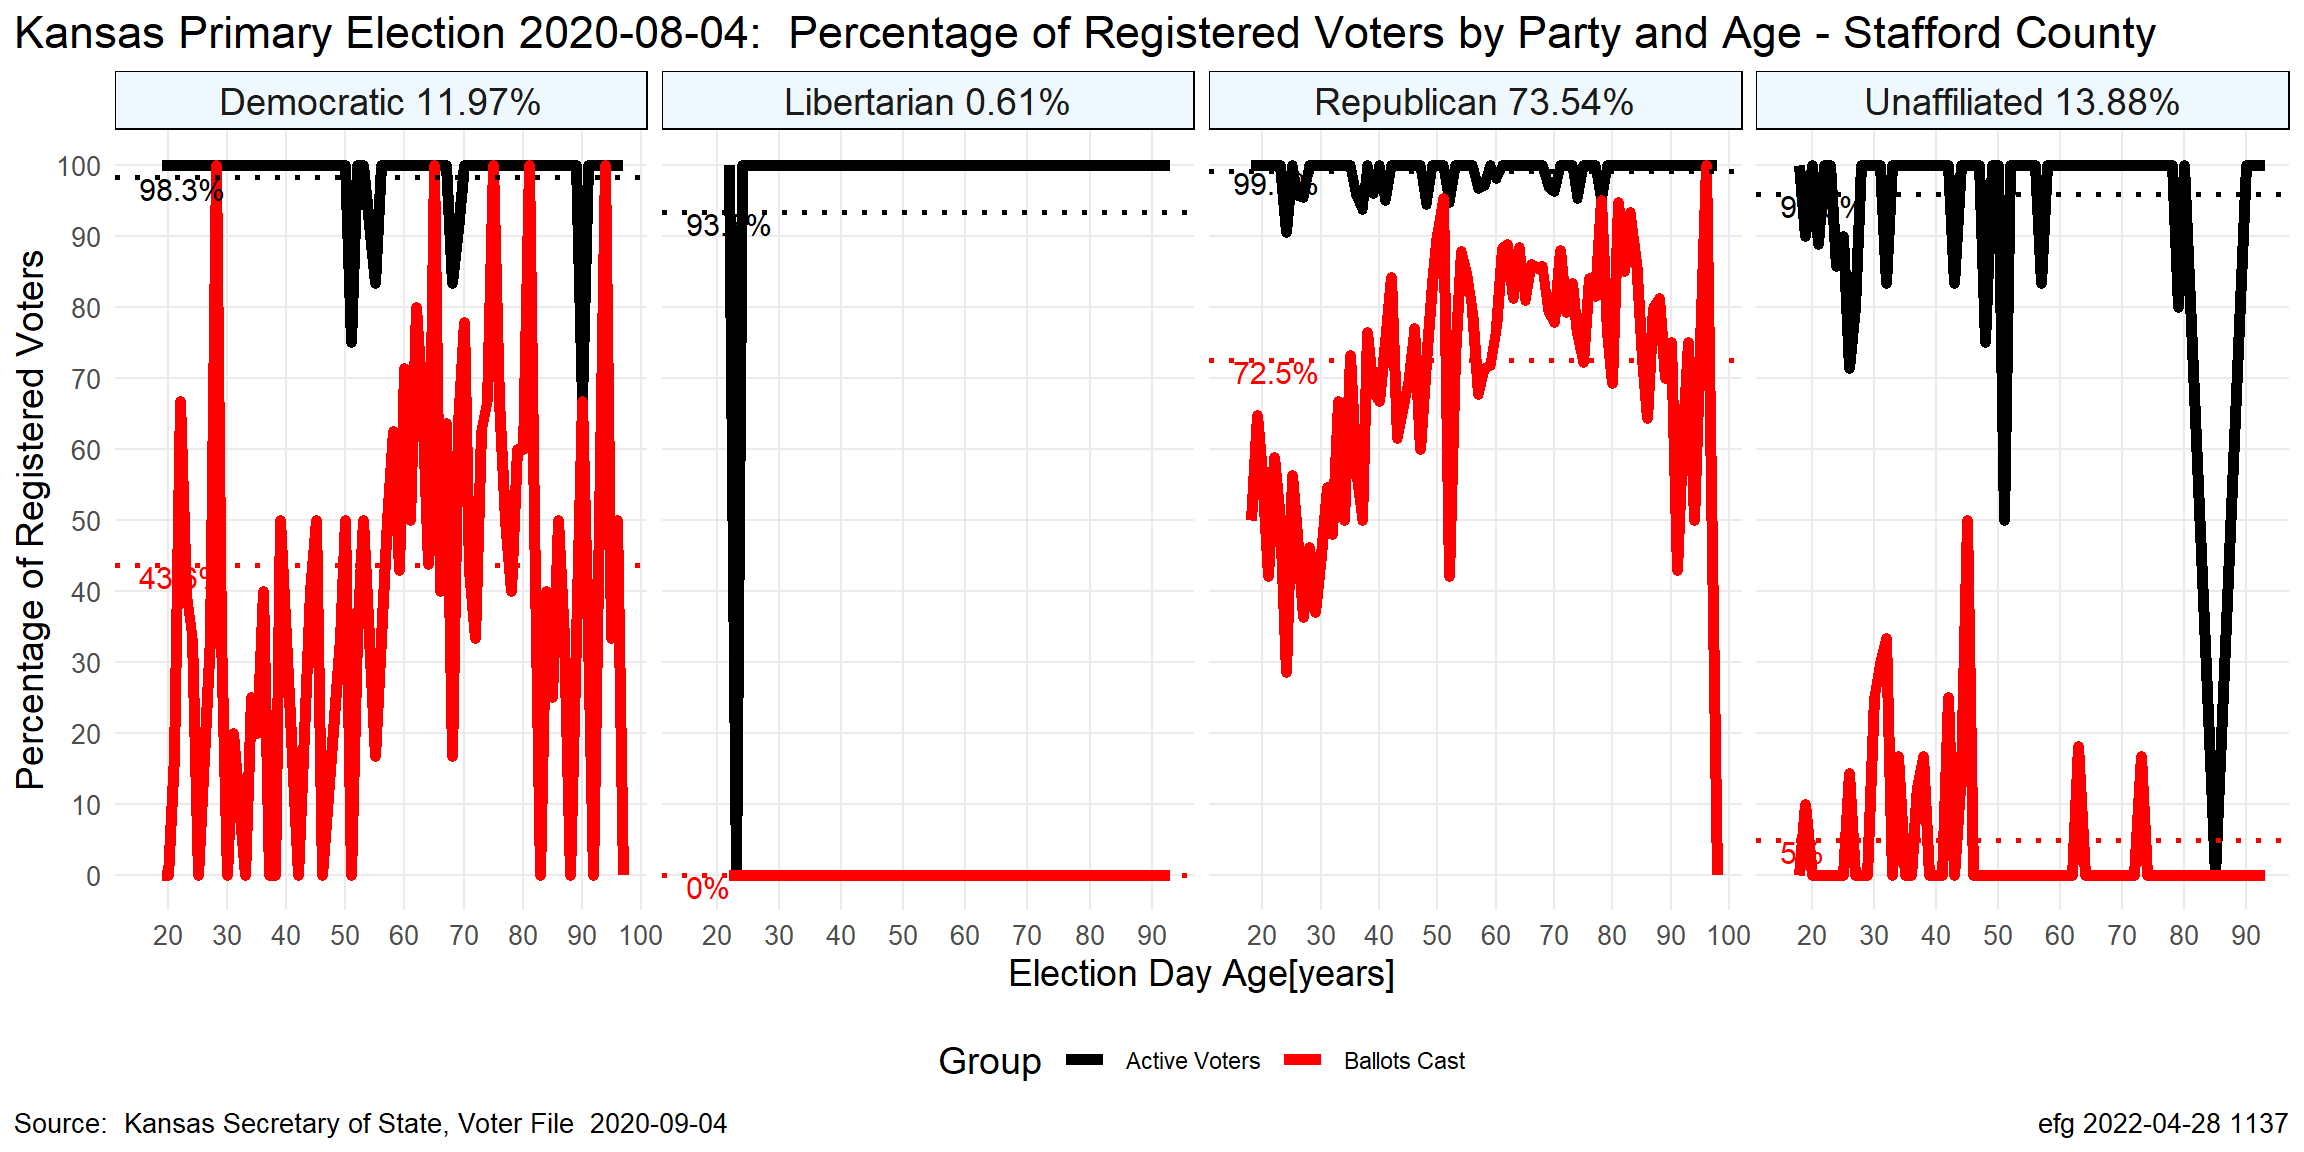 Kansas Primary Election 2020-08-04:  Percentage of Registered Voters by Party and Age - Stafford County
Democratic 11.97%
Libertarian 0.61%
Republican 73.54%
Unaffiliated 13.88%
Percentage of Registered Voters
100
90
80
70
60
50
40
30
20
10
0
98.3%
72.5%
0%
20 30 40 50 60 70 80 90 100
20 30 40 50 60 70 80 90
20 30 40 50 60 70 80 90 100
20 30 40 50 60 70 80 90
Election Day Age[years]
Group
Active Voters
Ballots Cast
Source:  Kansas Secretary of State, Voter File  2020-09-04
efg 2022-04-28 1137